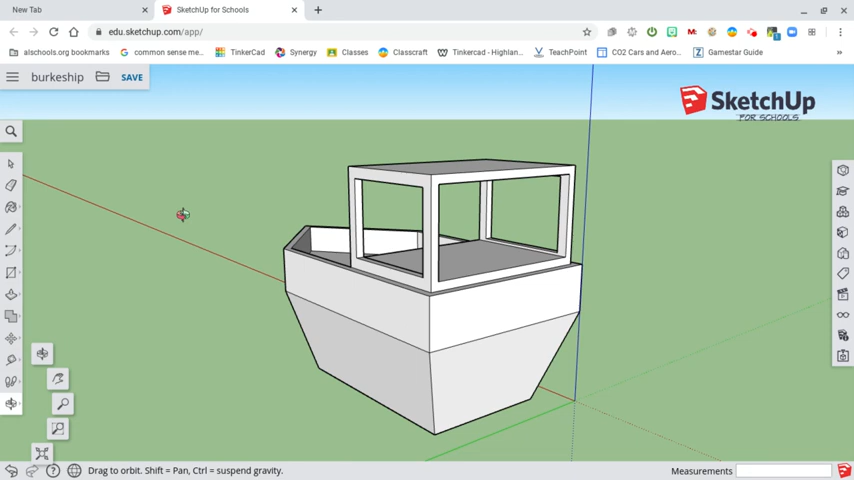 New Tab
SketchUp for Schools
edu.sketchup.com/app/
alschools.org bookmarks
common sense me...
TinkerCad
Synergy
Classes
Classcraft
Tinkercad - Highlan...
TeachPoint
CO2 Cars and Aero...
Gamestar Guide
burkeship
SAVE
SketchUp
FOR SCHOOLS
Drag to orbit. Shift = Pan, Ctrl = suspend gravity.
Measurements